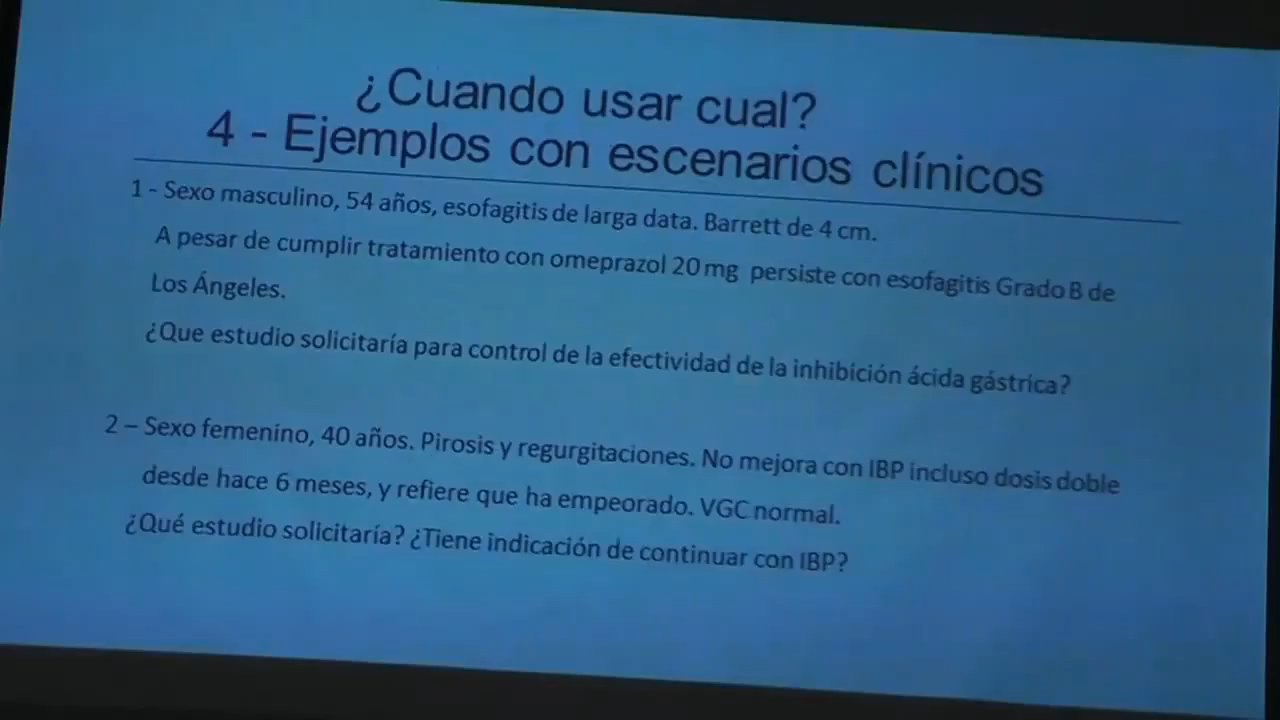 ¿Cuando usar cual?
4 - Ejemplos con escenarios clínicos
1 - Sexo masculino, 54 años, esofagitis de larga data. Barrett de 4 cm.
A pesar de cumplir tratamiento con omeprazol 20 mg persiste con esofagitis Grado B de
Los Ángeles.
¿Que estudio solicitaría para control de la efectividad de la inhibición ácida gástrica?
2 – Sexo femenino, 40 años. Pirosis y regurgitaciones. No mejora con IBP incluso dosis doble
desde hace 6 meses, y refiere que ha empeorado. VGC normal.
¿Qué estudio solicitaría? ¿Tiene indicación de continuar con IBP?